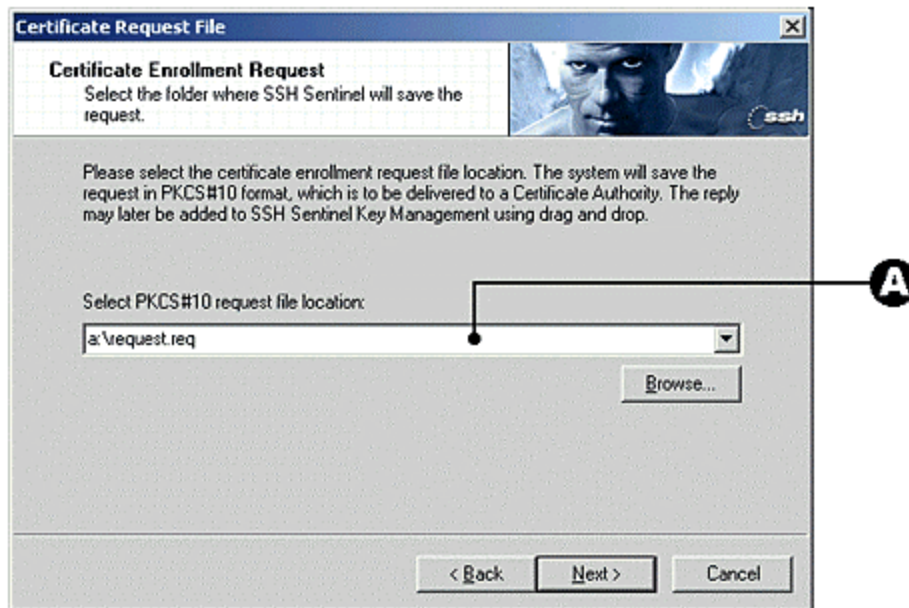 Certificate Request File
Certificate Enrollment Request
Select the folder where SSH Sentinel will save the
request.
ssh
Please select the certificate enrollment request file location. The system will save the
request in PKCS#10 format, which is to be delivered to a Certificate Authority. The reply
may later be added to SSH Sentinel Key Management using drag and drop.
A
Select PKCS#10 request file location:
a:\request.req
Browse...
< Back
Next >
Cancel